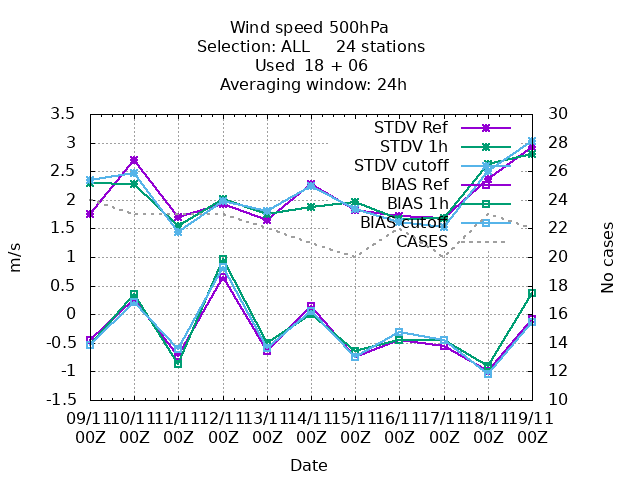 Wind speed 500hPa
Selection: ALL 24 stations
Used 18 + 06
Averaging window: 24h
3.5
3
2.5
2
1.5
1
0.5
0
-0.5
-1
-1.5
m/s
30
28
26
24
22
20
18
16
14
12
10
No cases
STDV Ref
STDV 1h
STDV cutoff
BIAS Ref
BIAS 1h
BIAS cutoff
CASES
09/11 10/11 11/11 12/11 13/11 14/11 15/11 16/11 17/11 18/11 19/11
00Z 00Z 00Z 00Z 00Z 00Z 00Z 00Z 00Z 00Z 00Z
Date